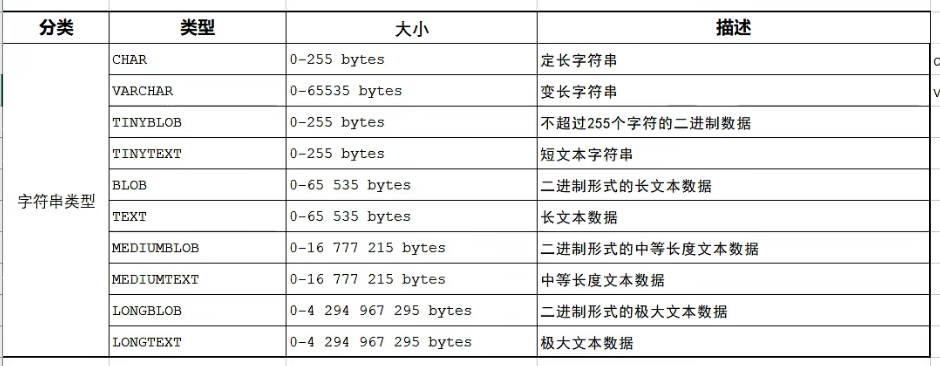 分类 类型 大小 描述
CHAR 0-255 bytes 定长字符串
VARCHAR 0-65535 bytes 变长字符串
TINYBLOB 0-255 bytes 不超过255个字符的二进制数据
TINYTEXT 0-255 bytes 短文本字符串
字符串类型 BLOB 0-65 535 bytes 二进制形式的长文本数据
TEXT 0-65 535 bytes 长文本数据
MEDIUMBLOB 0-16 777 215 bytes 二进制形式的中等长度文本数据
MEDIUMTEXT 0-16 777 215 bytes 中等长度文本数据
LONGBLOB 0-4 294 967 295 bytes 二进制形式的极大文本数据
LONGTEXT 0-4 294 967 295 bytes 极大文本数据